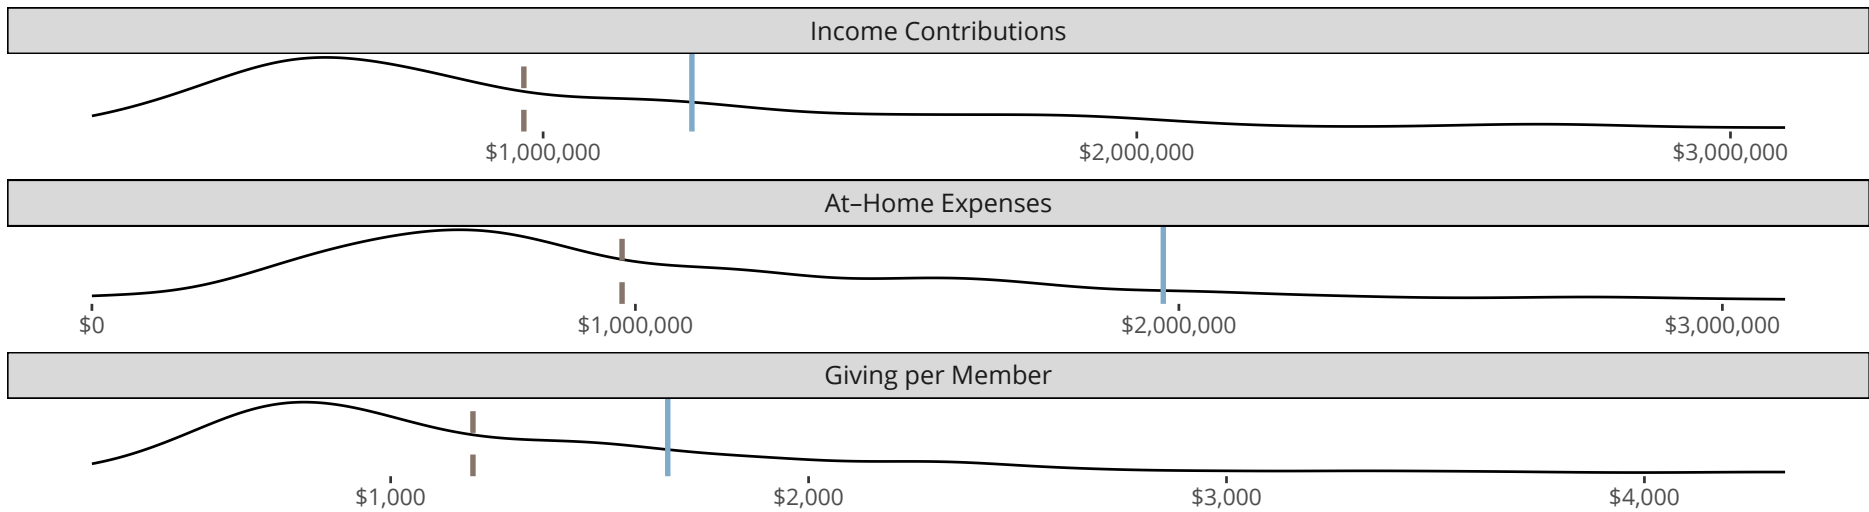 Income Contributions
$1,000,000 $2,000,000 $3,000,000
At–Home Expenses
$0 $1,000,000 $2,000,000 $3,000,000
Giving per Member
$1,000 $2,000 $3,000 $4,000